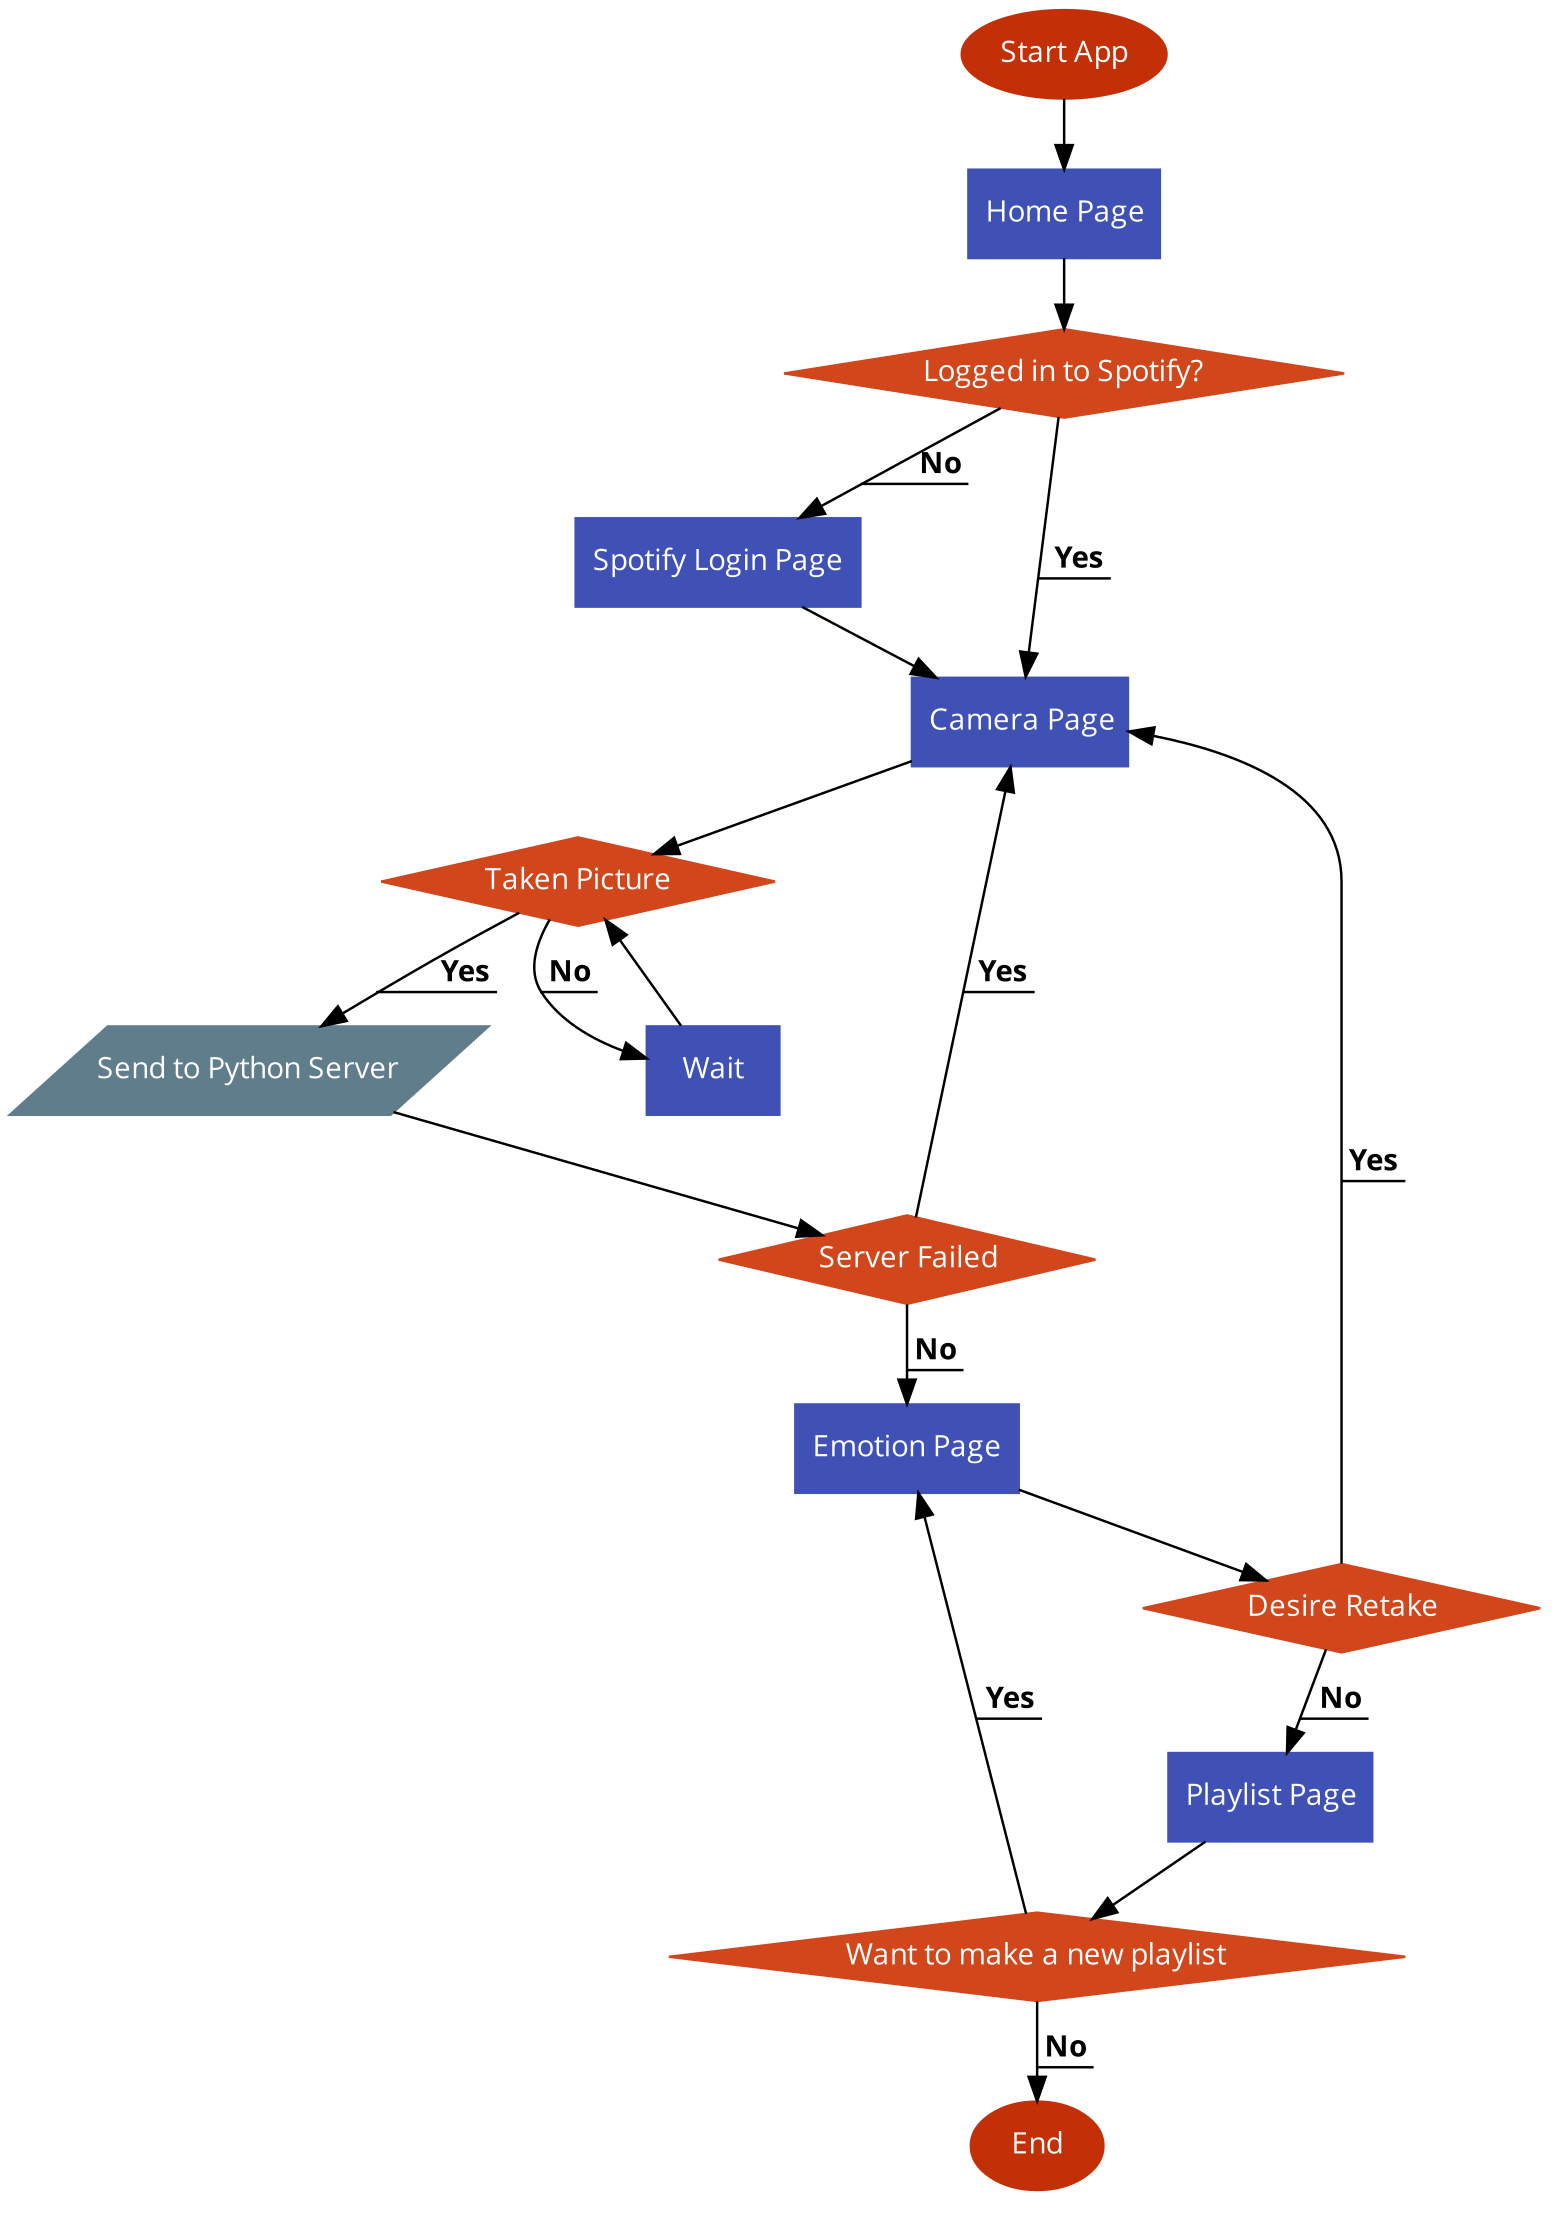 Start App
Home Page
Logged in to Spotify?
No
Yes
Spotify Login Page
Camera Page
Taken Picture
Yes
No
Yes
Send to Python Server
Wait
Yes
Server Failed
No
Emotion Page
Desire Retake
Yes
No
Playlist Page
Want to make a new playlist
No
End